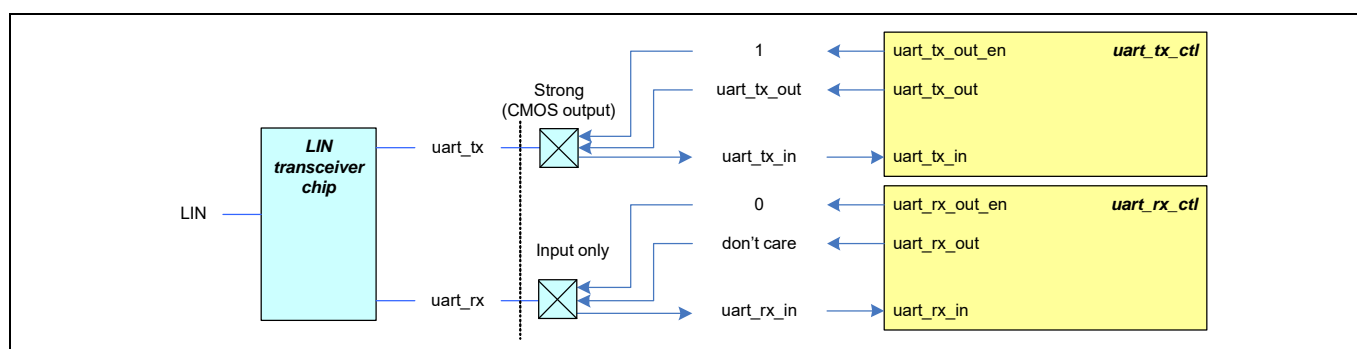 1
uart_tx_out_en
uart_tx_ctl
Strong
(CMOS output)
uart_tx_out
uart_tx_out
LIN
transceiver
chip
uart_tx
uart_tx_in
uart_tx_in
LIN
0
uart_rx_out_en
uart_rx_ctl
Input only
don't care
uart_rx_out
uart_rx
uart_rx_in
uart_rx_in